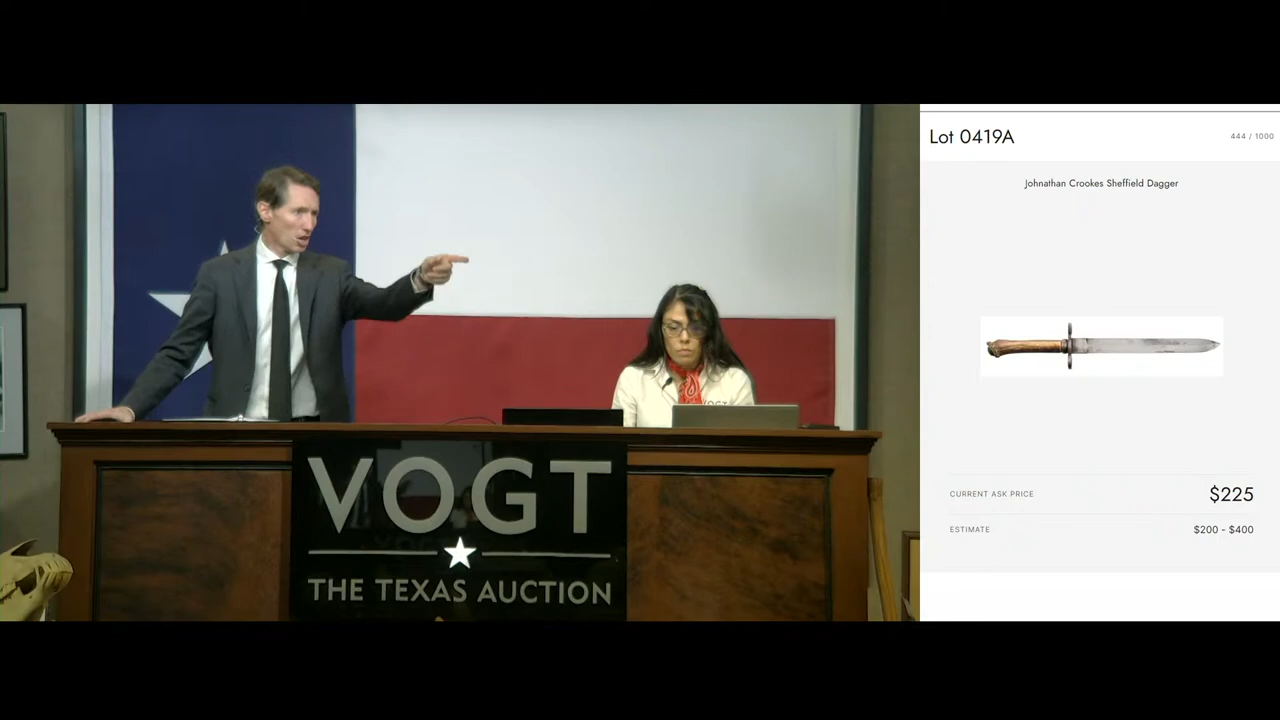 Lot 0419A
444 / 1000
Johnathan Crookes Sheffield Dagger
CURRENT ASK PRICE
$225
ESTIMATE
$200 - $400
VOGT
VOGT
THE TEXAS AUCTION